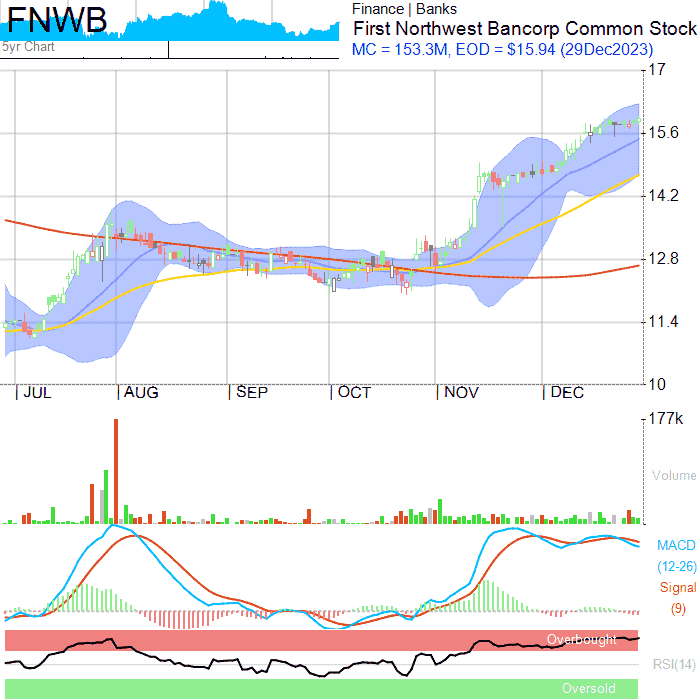 FNWB
5yr Chart
Finance | Banks
First Northwest Bancorp Common Stock
MC = 153.3M, EOD = $15.94 (29Dec2023)
17
15.6
14.2
12.8
11.4
10
| JUL | AUG | SEP | OCT | NOV | DEC
177k
Volume
MACD
(12-26)
Signal
(9)
Overbought
RSI(14)
Oversold